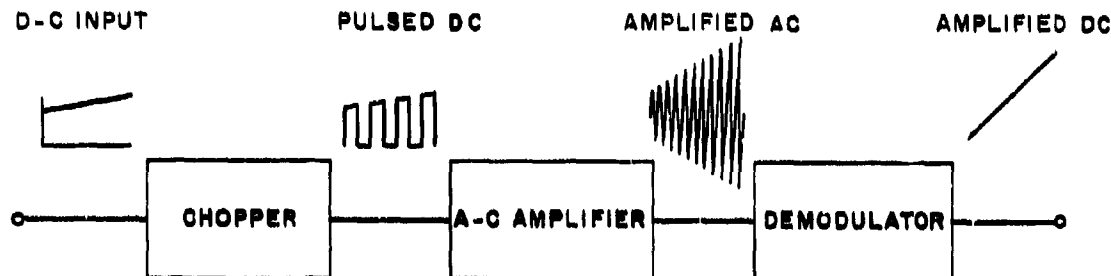 D-C INPUT
PULSED DC
AMPLIFIED AC
AMPLIFIED DC
CHOPPER
A-C AMPLIFIER
DEMODULATOR